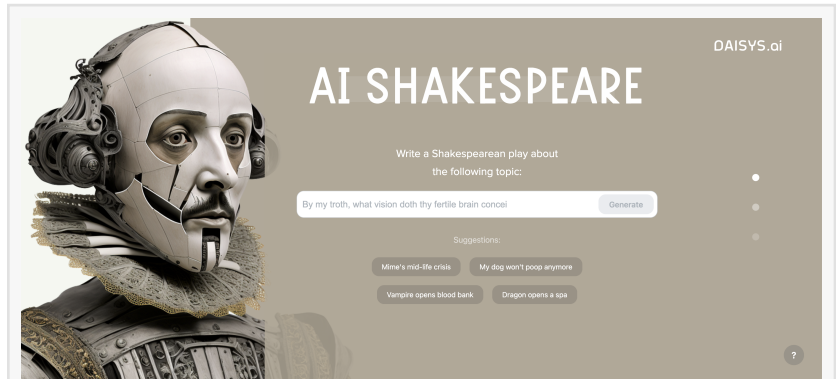 DAISYS.ai
AI SHAKESPEARE
Write a Shakespearean play about
the following topic:
By my troth, what vision doth thy fertile brain concei
Generate
Suggestions:
Mime's mid-life crisis
My dog won't poop anymore
Vampire opens blood bank
Dragon opens a spa
?